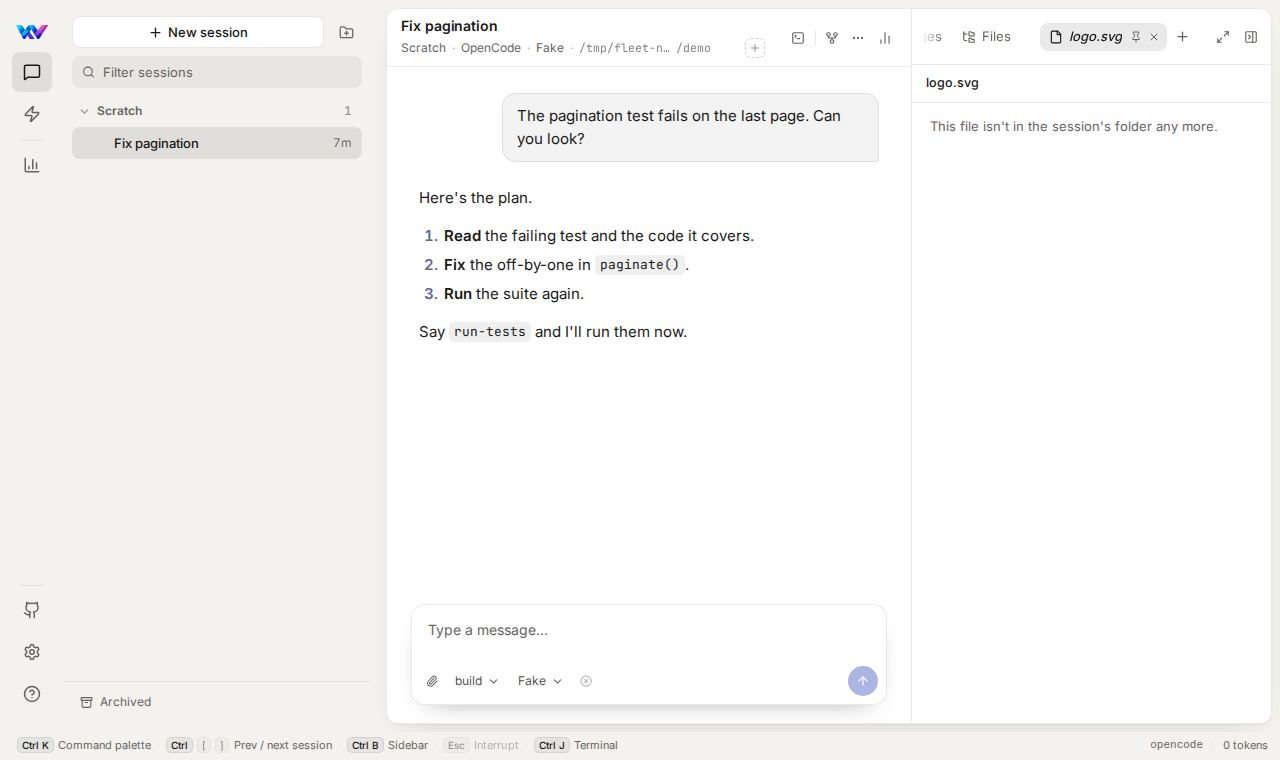 New session
Filter sessions
Scratch 1
Fix pagination 7m
Archived
Fix pagination
Scratch · OpenCode · Fake · /tmp/fleet-n… /demo
The pagination test fails on the last page. Can
you look?
Here's the plan.
1. Read the failing test and the code it covers.
2. Fix the off-by-one in paginate().
3. Run the suite again.
Say run-tests and I'll run them now.
Type a message...
build Fake
Files logo.svg
logo.svg
This file isn't in the session's folder any more.
Ctrl K Command palette Ctrl [ ] Prev / next session Ctrl B Sidebar Esc Interrupt Ctrl J Terminal
opencode 0 tokens